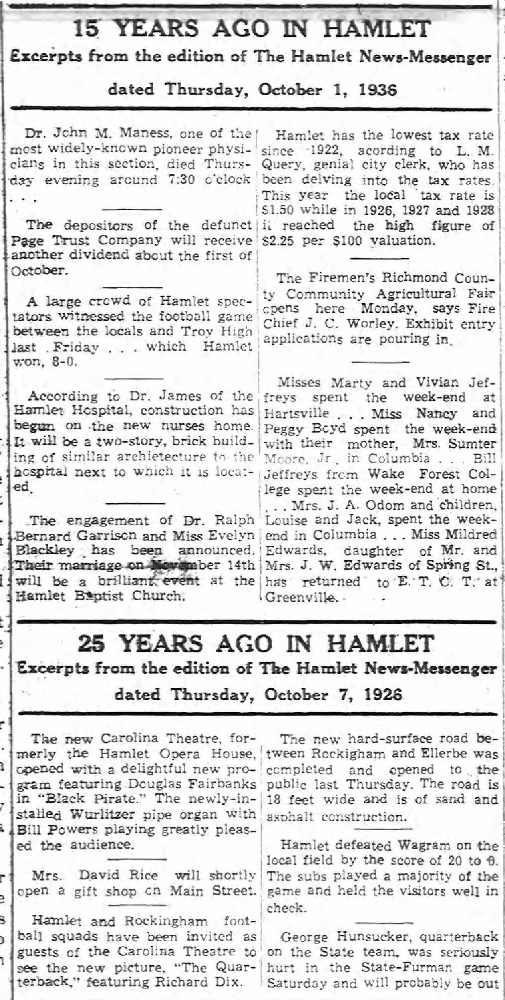 15 YEARS AGO IN HAMLET
Excerpts from the edition of The Hamlet News-Messenger
dated Thursday, October 1, 1936
Dr. John M. Maness, one of the
most widely-known pioneer physi-
cians in this section, died Thurs-
day evening around 7:30 o'clock
. . .
The depositors of the defunct
Page Trust Company will receive
another dividend about the first of
October.
A large crowd of Hamlet spec-
tators witnessed the football game
between the locals and Troy High
last Friday . . . which Hamlet
won, 8-0.
According to Dr. James of the
Hamlet Hospital, construction has
begun on the new nurses home.
It will be a two-story, brick build-
ing of similar archietecture to the
hospital next to which it is locat-
ed.
The engagement of Dr. Ralph
Bernard Garrison and Miss Evelyn
Blackley has been announced.
Their marriage on November 14th
will be a brilliant event at the
Hamlet Baptist Church.
Hamlet has the lowest tax rate
since 1922, acording to L. M.
Query, genial city clerk, who has
been delving into the tax rates.
This year the local tax rate is
$1.50 while in 1926, 1927 and 1928
it reached the high figure of
$2.25 per $100 valuation.
The Firemen's Richmond Coun-
ty Community Agricultural Fair
opens here Monday, says Fire
Chief J. C. Worley. Exhibit entry
applications are pouring in.
Misses Marty and Vivian Jef-
freys spent the week-end at
Hartsville . . . Miss Nancy and
Peggy Boyd spent the week-end
with their mother, Mrs. Sumter
Moore, Jr., in Columbia . . . Bill
Jeffreys from Wake Forest Col-
lege spent the week-end at home
. . . Mrs. J. A. Odom and children,
Louise and Jack, spent the week-
end in Columbia . . . Miss Mildred
Edwards, daughter of Mr. and
Mrs. J. W. Edwards of Spring St.,
has returned to E. T. C. T. at
Greenville.
25 YEARS AGO IN HAMLET
Excerpts from the edition of The Hamlet News-Messenger
dated Thursday, October 7, 1926
The new Carolina Theatre, for-
merly the Hamlet Opera House,
opened with a delightful new pro-
gram featuring Douglas Fairbanks
in "Black Pirate." The newly-in-
stalled Wurlitzer pipe organ with
Bill Powers playing greatly pleas-
ed the audience.
Mrs. David Rice will shortly
open a gift shop on Main Street.
Hamlet and Rockingham foot-
ball squads have been invited as
guests of the Carolina Theatre to
see the new picture, "The Quar-
terback," featuring Richard Dix.
The new hard-surface road be-
tween Rockigham and Ellerbe was
completed and opened to the
public last Thursday. The road is
18 feet wide and is of sand and
asphalt construction.
Hamlet defeated Wagram on the
local field by the score of 20 to 0.
The subs played a majority of the
game and held the visitors well in
check.
George Hunsucker, quarterback
on the State team, was seriously
hurt in the State-Furman game
Saturday and will probably be out